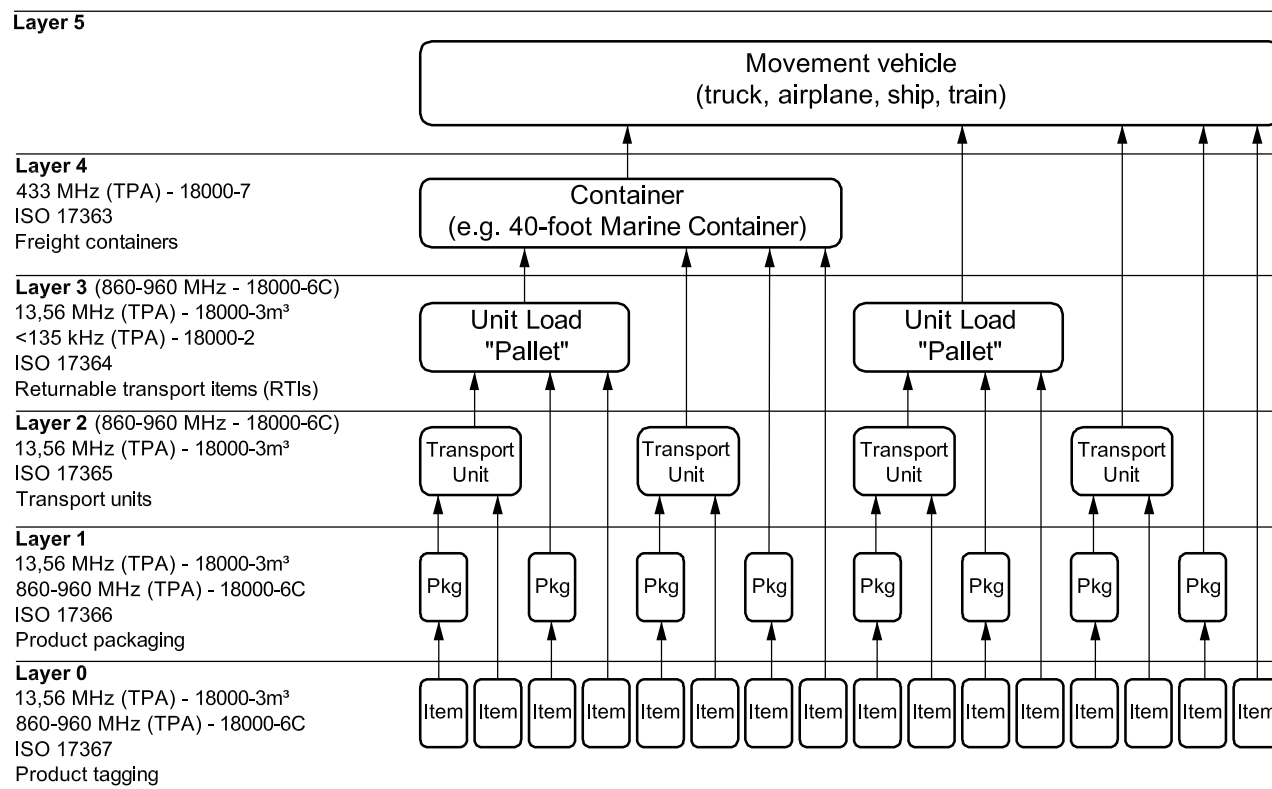 Layer 5
Movement vehicle
(truck, airplane, ship, train)
Layer 4
433 MHz (TPA) - 18000-7
ISO 17363
Freight containers
Container
(e.g. 40-foot Marine Container)
Layer 3 (860-960 MHz - 18000-6C)
13,56 MHz (TPA) - 18000-3m³
<135 kHz (TPA) - 18000-2
ISO 17364
Returnable transport items (RTIs)
Unit Load
"Pallet"
Unit Load
"Pallet"
Layer 2 (860-960 MHz - 18000-6C)
13,56 MHz (TPA) - 18000-3m³
ISO 17365
Transport units
Transport
Unit
Transport
Unit
Transport
Unit
Transport
Unit
Layer 1
13,56 MHz (TPA) - 18000-3m³
860-960 MHz (TPA) - 18000-6C
ISO 17366
Product packaging
Pkg Pkg Pkg Pkg Pkg Pkg Pkg Pkg
Layer 0
13,56 MHz (TPA) - 18000-3m³
860-960 MHz (TPA) - 18000-6C
ISO 17367
Product tagging
Item Item Item Item Item Item Item Item Item Item Item Item Item Item Item Item